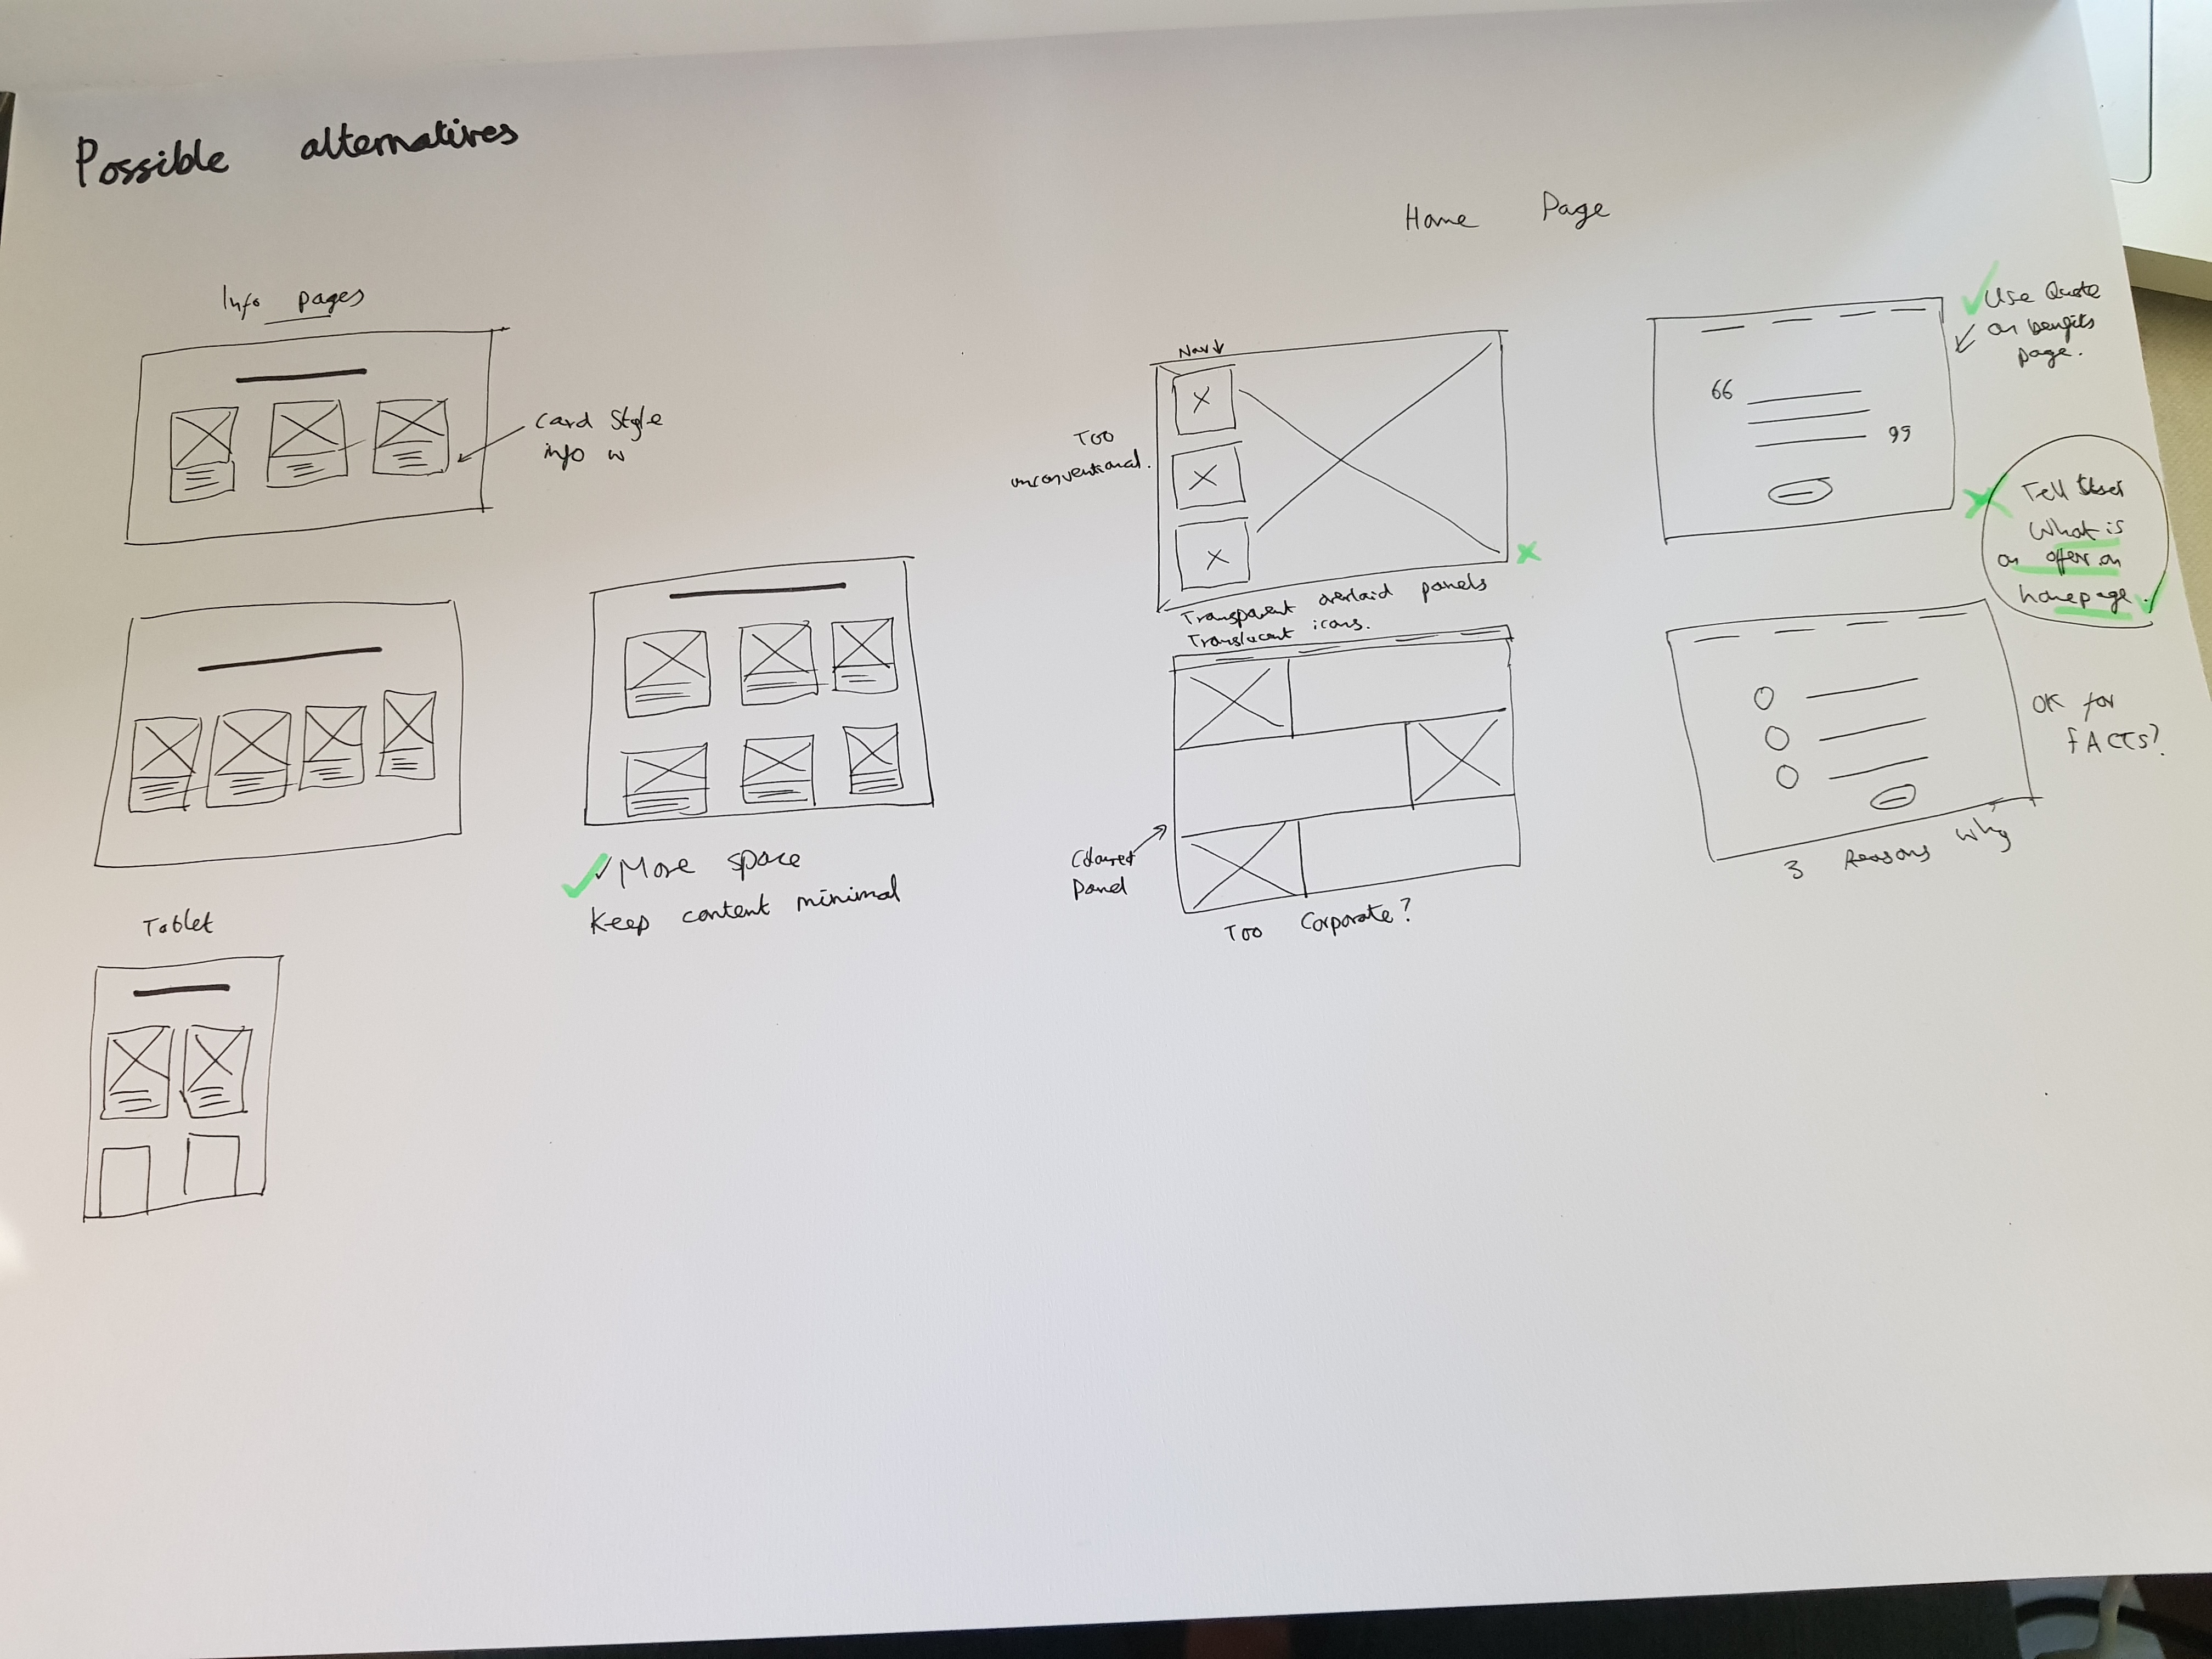 Possible alternatives
Info pages
Card Style
info w
✓ More space
Keep content minimal
Tablet
Home Page
Nav↓
Too
unconventional.
Transparent overlaid panels
Translucent icons.
Coloured
Panel
Too Corporate?
Use Quote
on benefits
page.
66
99
Tell User
What is
on offer on
homepage.
OK for
FACTS?
3 Reasons Why